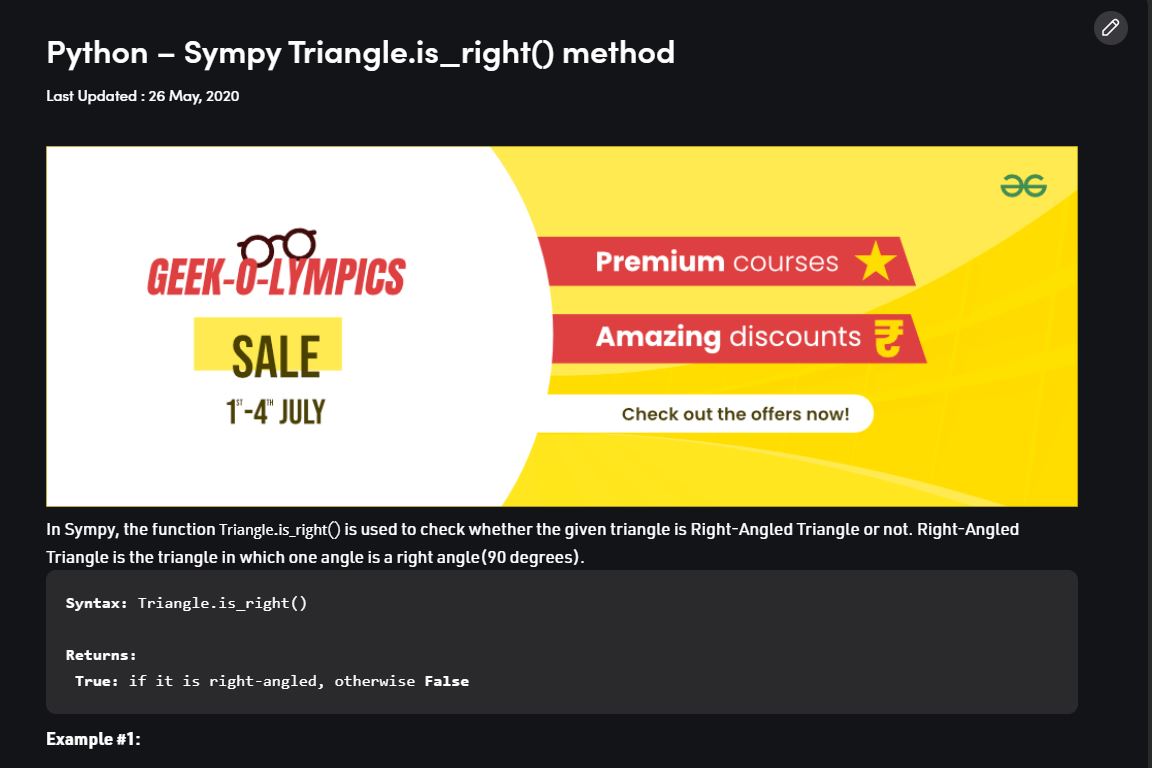 Python – Sympy Triangle.is_right() method
Last Updated : 26 May, 2020
GEEK-O-LYMPICS
SALE
1ST-4TH JULY
Premium courses
Amazing discounts
Check out the offers now!
In Sympy, the function Triangle.is_right() is used to check whether the given triangle is Right-Angled Triangle or not. Right-Angled
Triangle is the triangle in which one angle is a right angle(90 degrees).
Syntax: Triangle.is_right()
Returns:
True: if it is right-angled, otherwise False
Example #1: